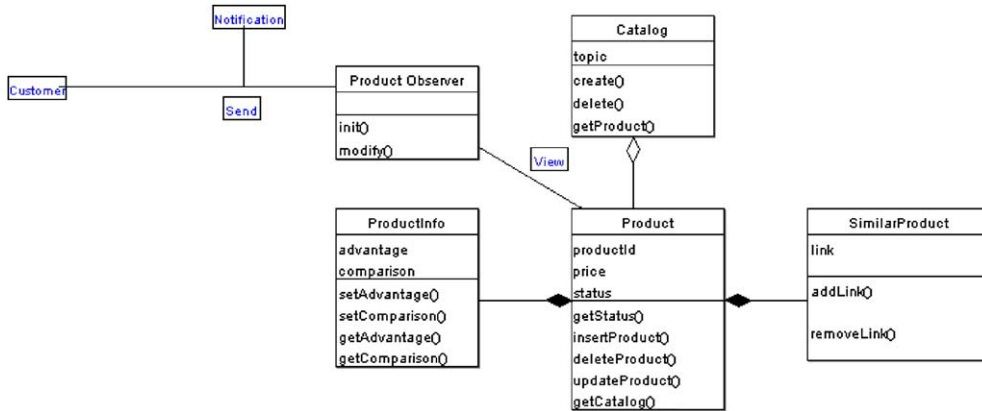 Notification
Customer
Send
Product Observer
init()
modify()
Catalog
topic
create()
delete()
getProduct()
View
ProductInfo
advantage
comparison
setAdvantage()
setComparison()
getAdvantage()
getComparison()
Product
productId
price
status
getStatus()
insertProduct()
deleteProduct()
updateProduct()
getCatalog()
SimilarProduct
link
addLink()
removeLink()